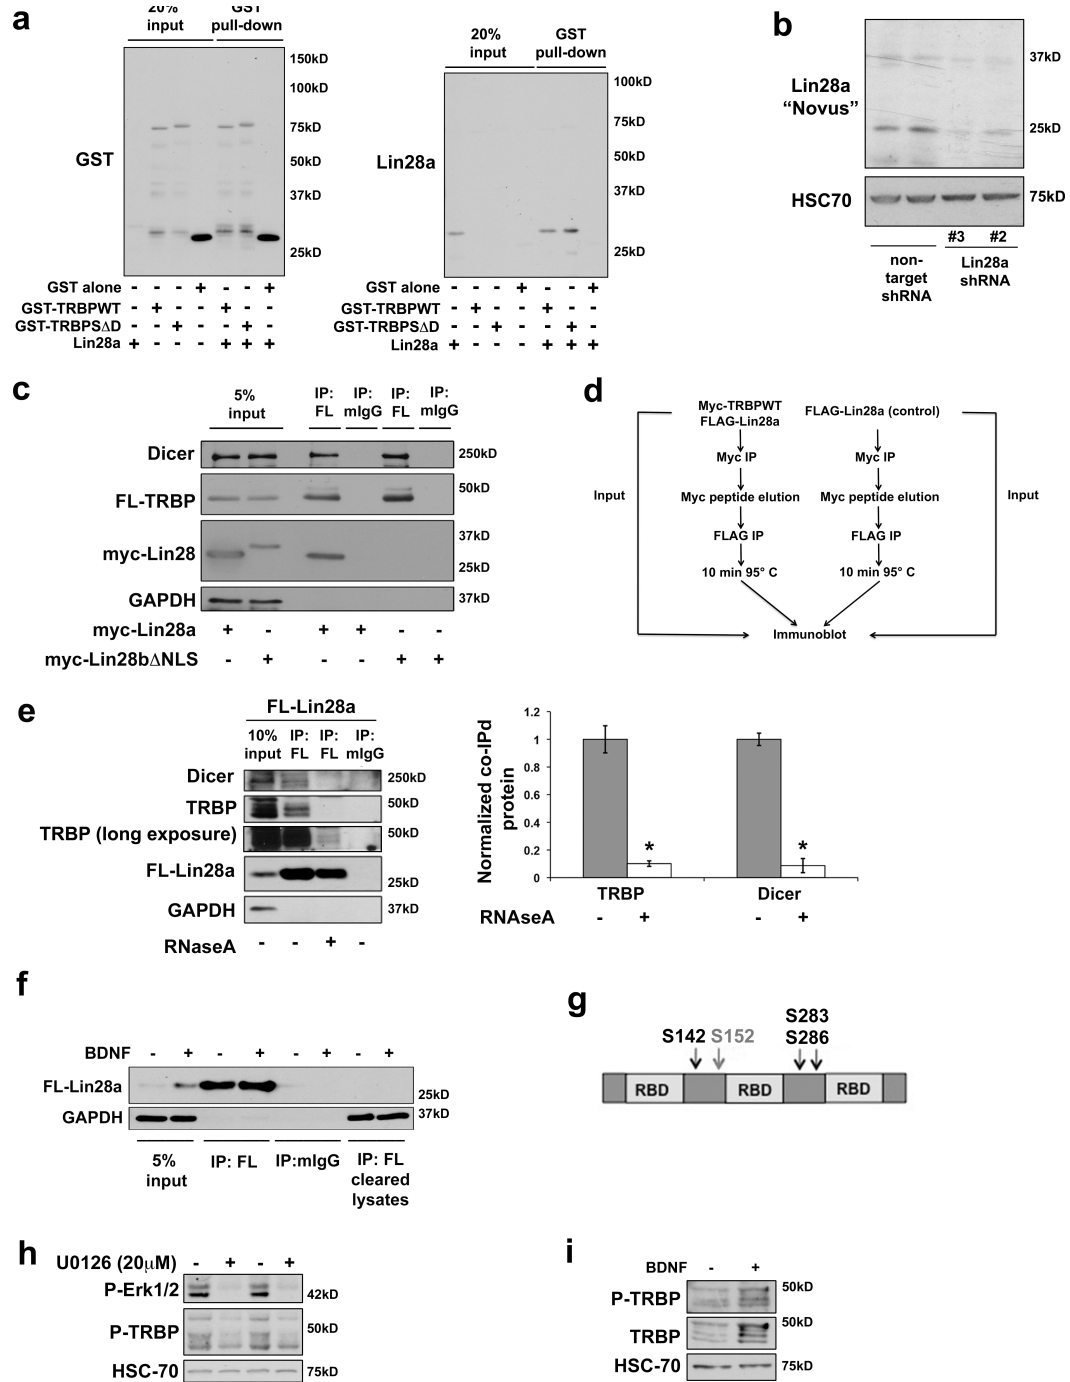 a
20% input
GST pull-down
150kD
100kD
75kD
50kD
37kD
25kD
GST
GST alone - - - + - - +
GST-TRBPWT - + - - + - -
GST-TRBPSΔD - - + - - + -
Lin28a + - - - + + +
20% input
GST pull-down
100kD
75kD
50kD
37kD
25kD
Lin28a
GST alone - - - + - - +
GST-TRBPWT - + - - + - -
GST-TRBPSΔD - - + - - + -
Lin28a + - - - + + +
b
Lin28a
“Novus”
37kD
25kD
HSC70
75kD
#3 #2
non-
target
shRNA
Lin28a
shRNA
c
5%
input
IP:
FL
IP:
mIgG
IP:
FL
IP:
mIgG
Dicer
250kD
FL-TRBP
50kD
myc-Lin28
37kD
25kD
GAPDH
37kD
myc-Lin28a + - + + - -
myc-Lin28bΔNLS - + - - + +
d
Myc-TRBPWT
FLAG-Lin28a
FLAG-Lin28a (control)
Myc IP
Myc IP
Input
Myc peptide elution
Myc peptide elution
Input
FLAG IP
FLAG IP
10 min 95° C
10 min 95° C
Immunoblot
e
FL-Lin28a
10%
input
IP:
FL
IP:
FL
IP:
mIgG
Dicer
250kD
TRBP
50kD
TRBP (long exposure)
50kD
FL-Lin28a
25kD
GAPDH
37kD
RNaseA - - + -
Normalized co-IPd
protein
1.2
1
0.8
0.6
0.4
0.2
0
*
*
TRBP
Dicer
RNAseA - + - +
f
BDNF - + - + - + - +
FL-Lin28a
25kD
GAPDH
37kD
5%
input
IP: FL
IP:mIgG
IP: FL
cleared
lysates
g
S283
S142 S152 S286
RBD RBD RBD
h
U0126 (20μM) - + - +
P-Erk1/2
42kD
P-TRBP
50kD
HSC-70
75kD
i
BDNF - +
P-TRBP
50kD
TRBP
50kD
HSC-70
75kD